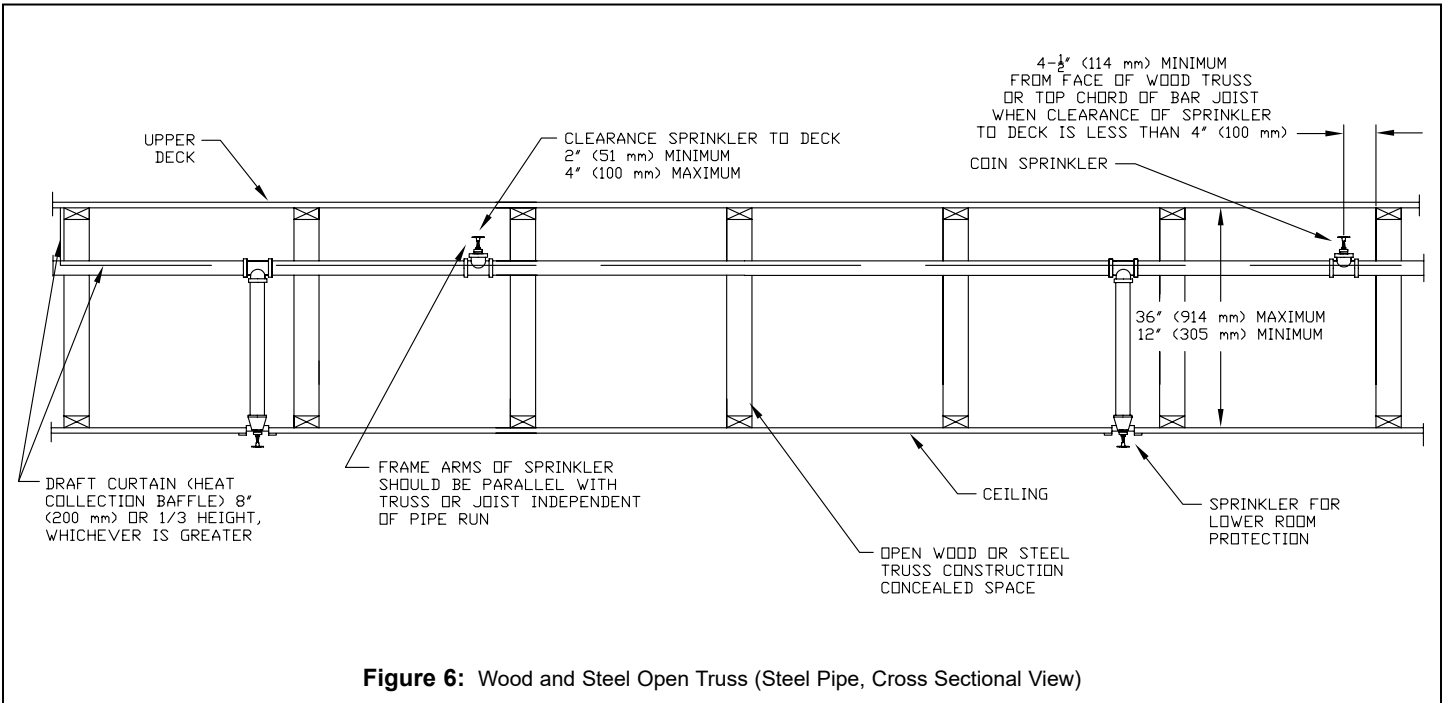 4-½" (114 mm) MINIMUM
FROM FACE OF WOOD TRUSS
OR TOP CHORD OF BAR JOIST
WHEN CLEARANCE OF SPRINKLER
TO DECK IS LESS THAN 4" (100 mm)
UPPER
DECK
CLEARANCE SPRINKLER TO DECK
2" (51 mm) MINIMUM
4" (100 mm) MAXIMUM
COIN SPRINKLER
36" (914 mm) MAXIMUM
12" (305 mm) MINIMUM
DRAFT CURTAIN (HEAT
COLLECTION BAFFLE) 8"
(200 mm) OR 1/3 HEIGHT,
WHICHEVER IS GREATER
FRAME ARMS OF SPRINKLER
SHOULD BE PARALLEL WITH
TRUSS OR JOIST INDEPENDENT
OF PIPE RUN
CEILING
SPRINKLER FOR
LOWER ROOM
PROTECTION
OPEN WOOD OR STEEL
TRUSS CONSTRUCTION
CONCEALED SPACE
Figure 6: Wood and Steel Open Truss (Steel Pipe, Cross Sectional View)